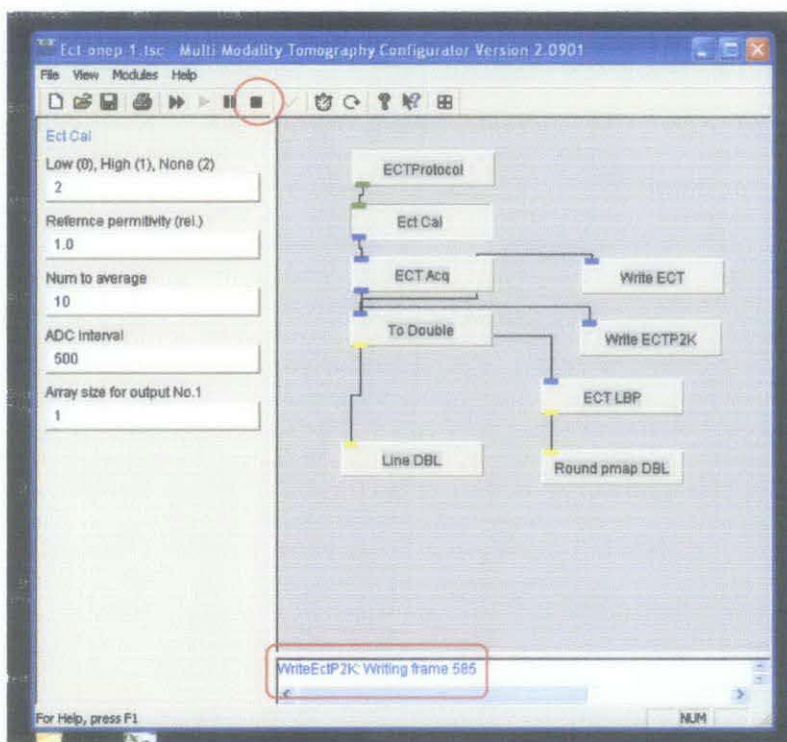 Ect onep 1.tsc Multi Modality Tomography Configurator Version 2.0901
File View Modules Help
Ect Cal
Low (0), High (1), None (2)
2
Refernce permitivity (rel.)
1.0
Num to average
10
ADC interval
500
Array size for output No.1
1
ECTProtocol
Ect Cal
ECT Acq
Write ECT
To Double
Write ECTP2K
ECT LBP
Line DBL
Round pmap DBL
WriteEctP2K: Writing frame 585
For Help, press F1
NUM